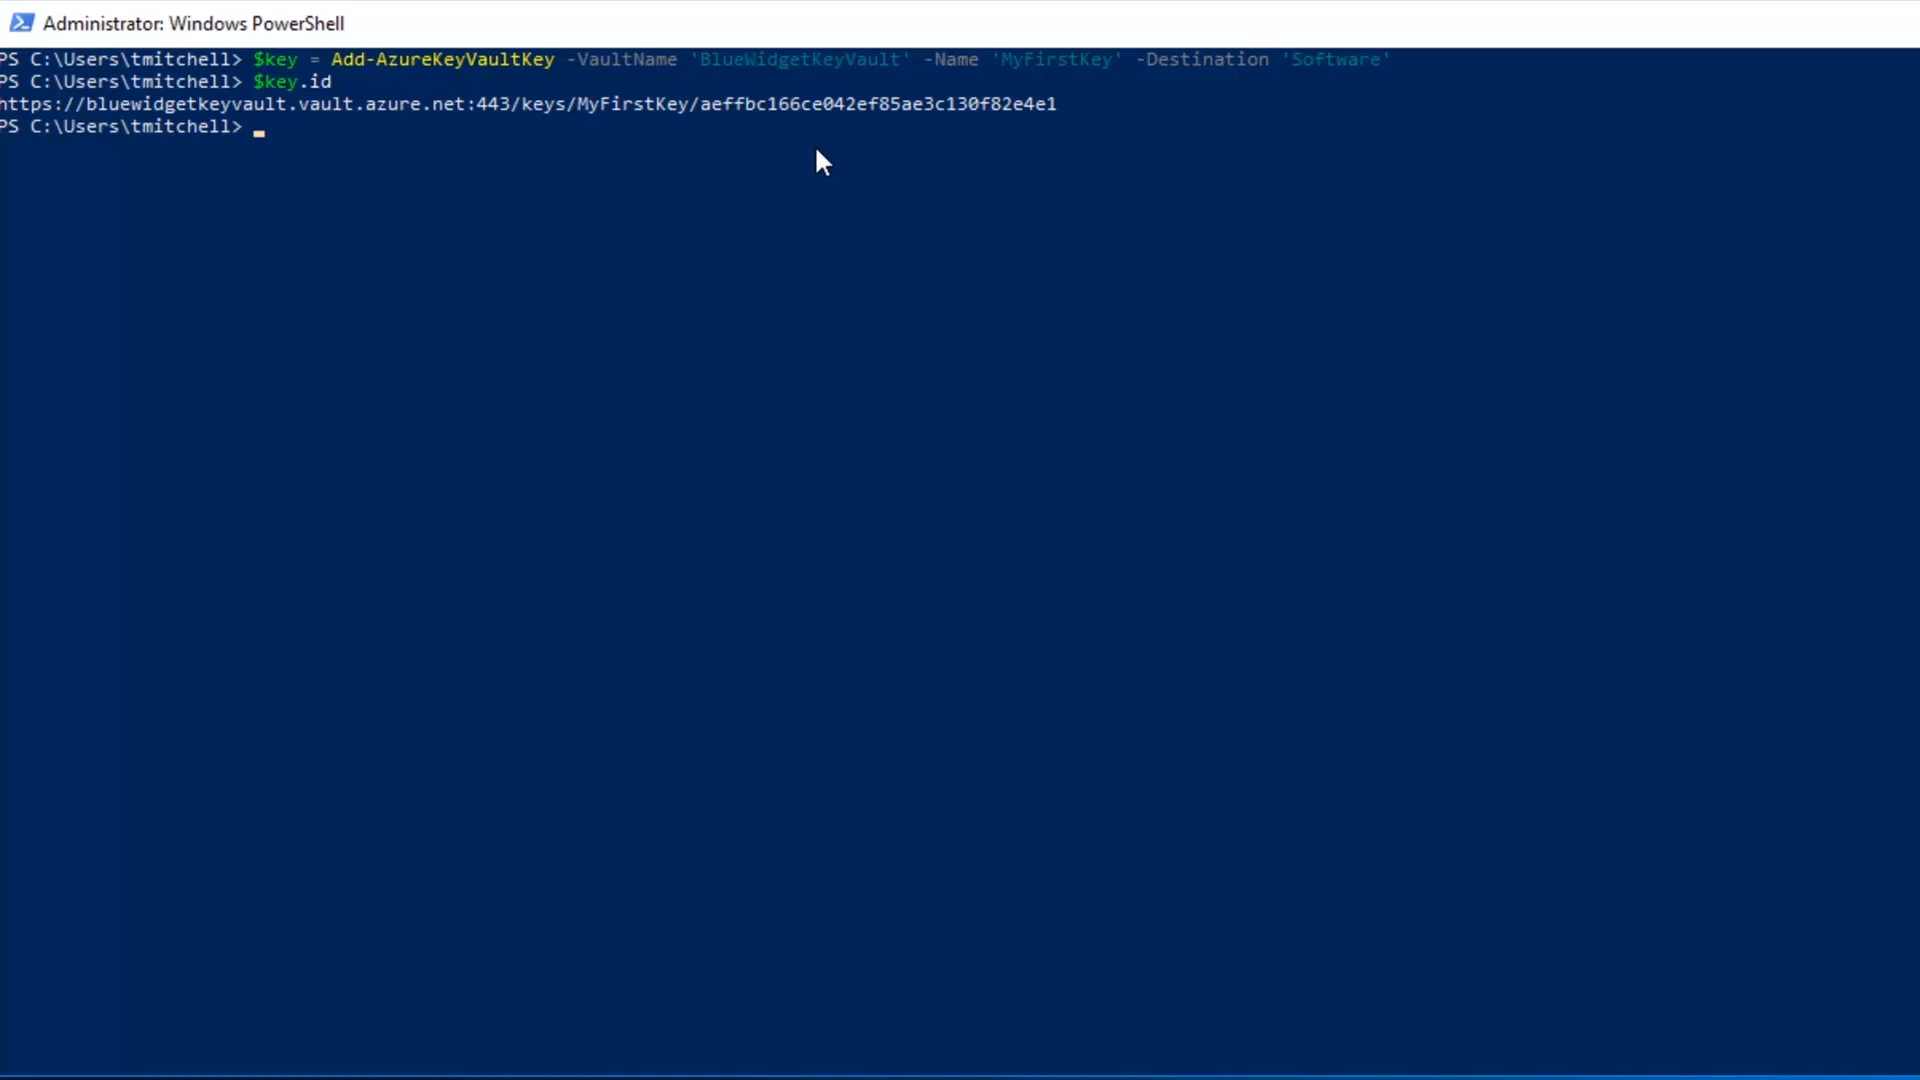 Administrator: Windows PowerShell
PS C:\Users\tmitchell> $key = Add-AzureKeyVaultKey -VaultName 'BlueWidgetKeyVault' -Name 'MyFirstKey' -Destination 'Software'
PS C:\Users\tmitchell> $key.id
https://bluewidgetkeyvault.vault.azure.net:443/keys/MyFirstKey/aeffbc166ce042ef85ae3c130f82e4e1
PS C:\Users\tmitchell>